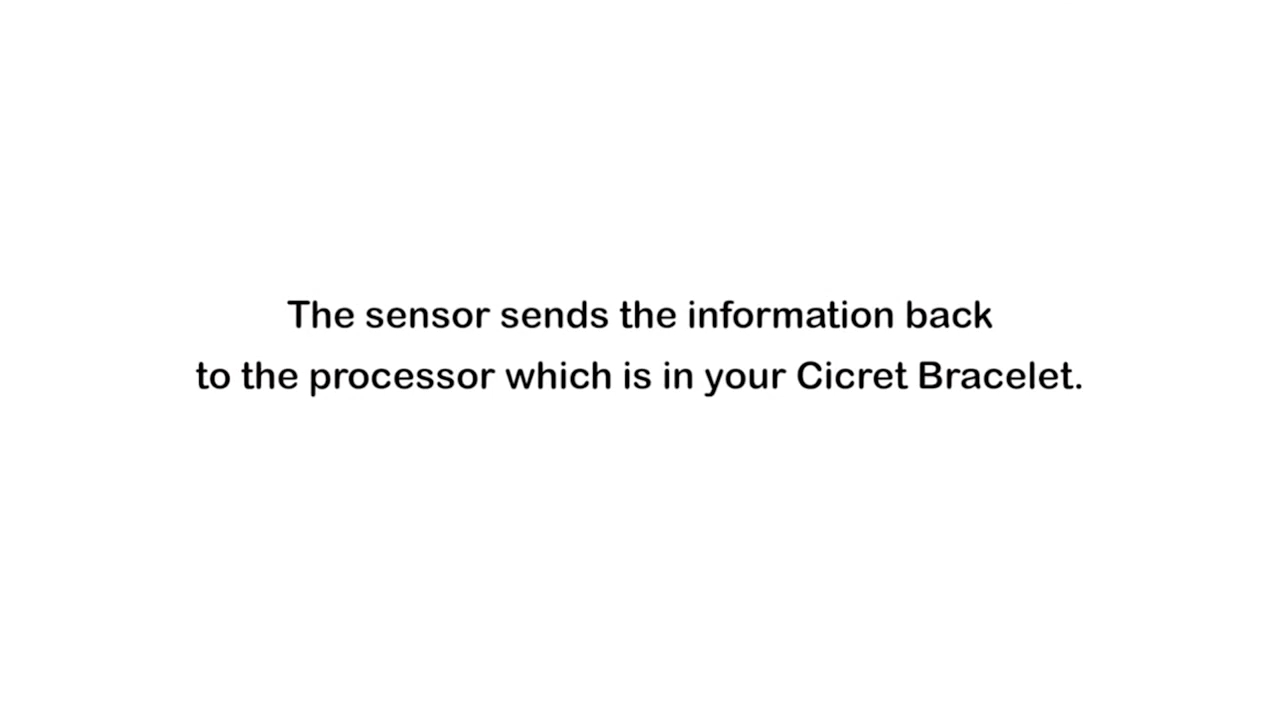 The sensor sends the information back
to the processor which is in your Cicret Bracelet.